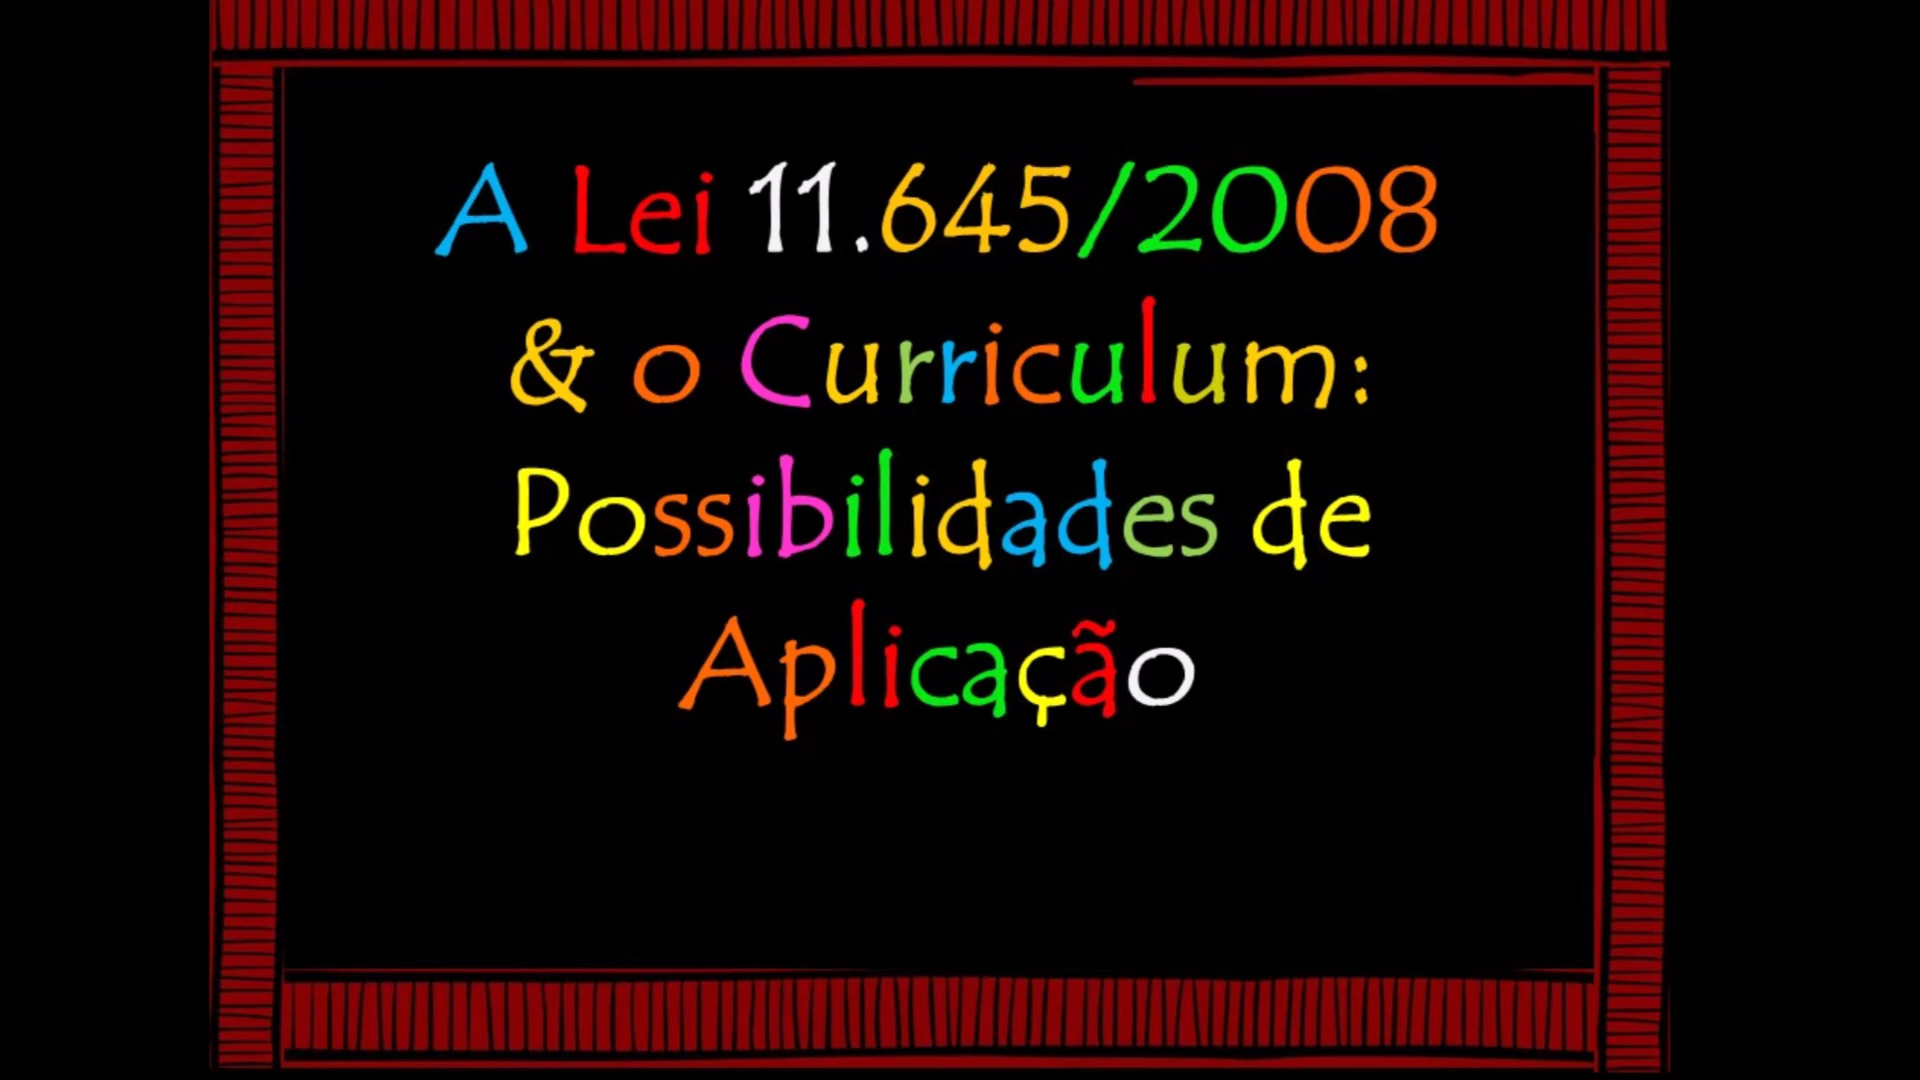 A Lei 11.645/2008
& o Curriculum:
Possibilidades de
Aplicação